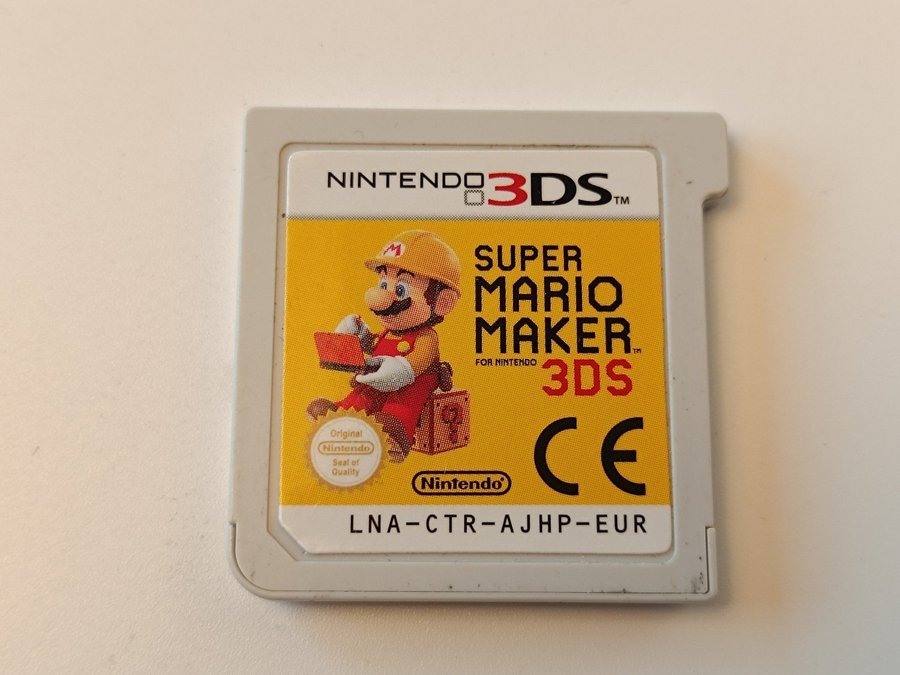 NINTENDO 3DS™
SUPER
MARIO
MAKER™
FOR NINTENDO
3DS
M
?
Original
Nintendo
Seal of
Quality
Nintendo®
CE
LNA-CTR-AJHP-EUR